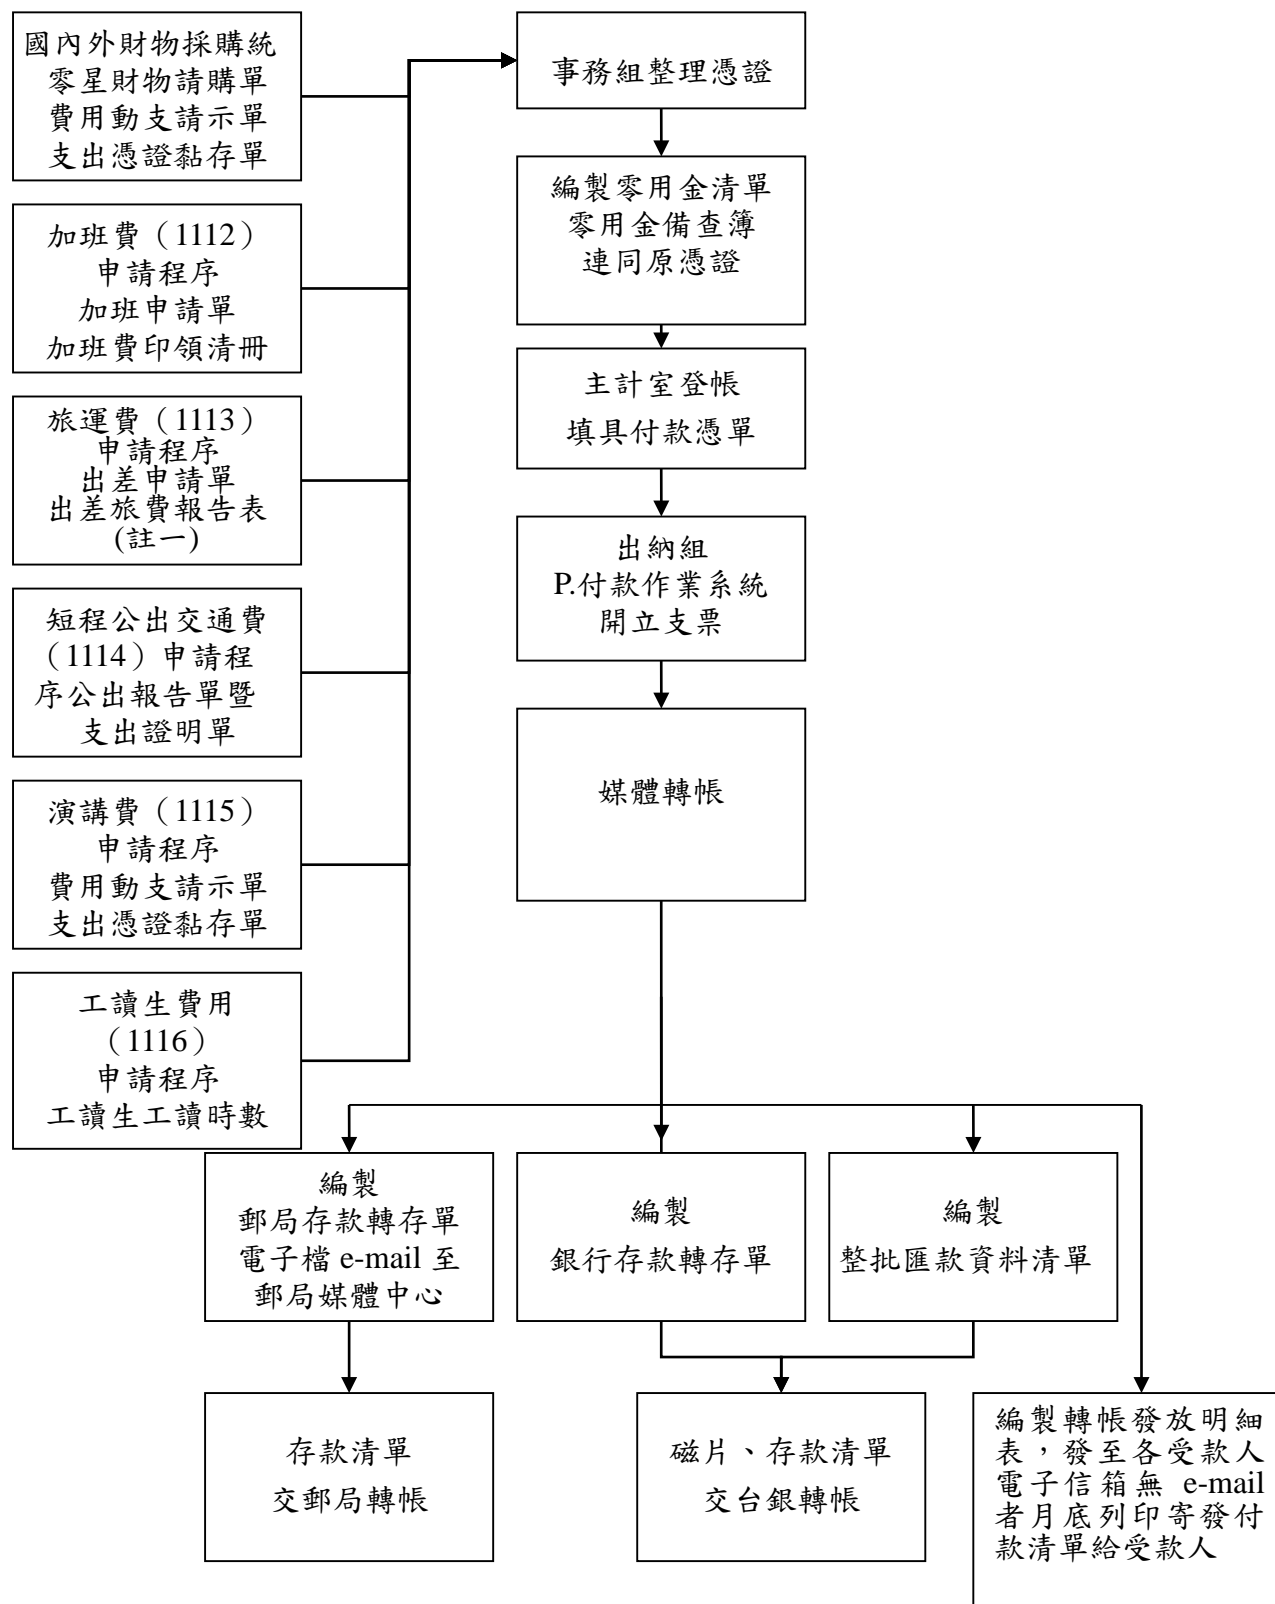 國內外財物採購統
零星財物請購單
費用動支請示單
支出憑證黏存單
加班費（1112）
申請程序
加班申請單
加班費印領清冊
旅運費（1113）
申請程序
出差申請單
出差旅費報告表
(註一)
短程公出交通費
（1114）申請程
序公出報告單暨
支出證明單
演講費（1115）
申請程序
費用動支請示單
支出憑證黏存單
工讀生費用
（1116）
申請程序
工讀生工讀時數
事務組整理憑證
編製零用金清單
零用金備查簿
連同原憑證
主計室登帳
填具付款憑單
出納組
P.付款作業系統
開立支票
媒體轉帳
編製
郵局存款轉存單
電子檔 e-mail 至
郵局媒體中心
編製
銀行存款轉存單
編製
整批匯款資料清單
存款清單
交郵局轉帳
磁片、存款清單
交台銀轉帳
編製轉帳發放明細
表，發至各受款人
電子信箱無 e-mail
者月底列印寄發付
款清單給受款人